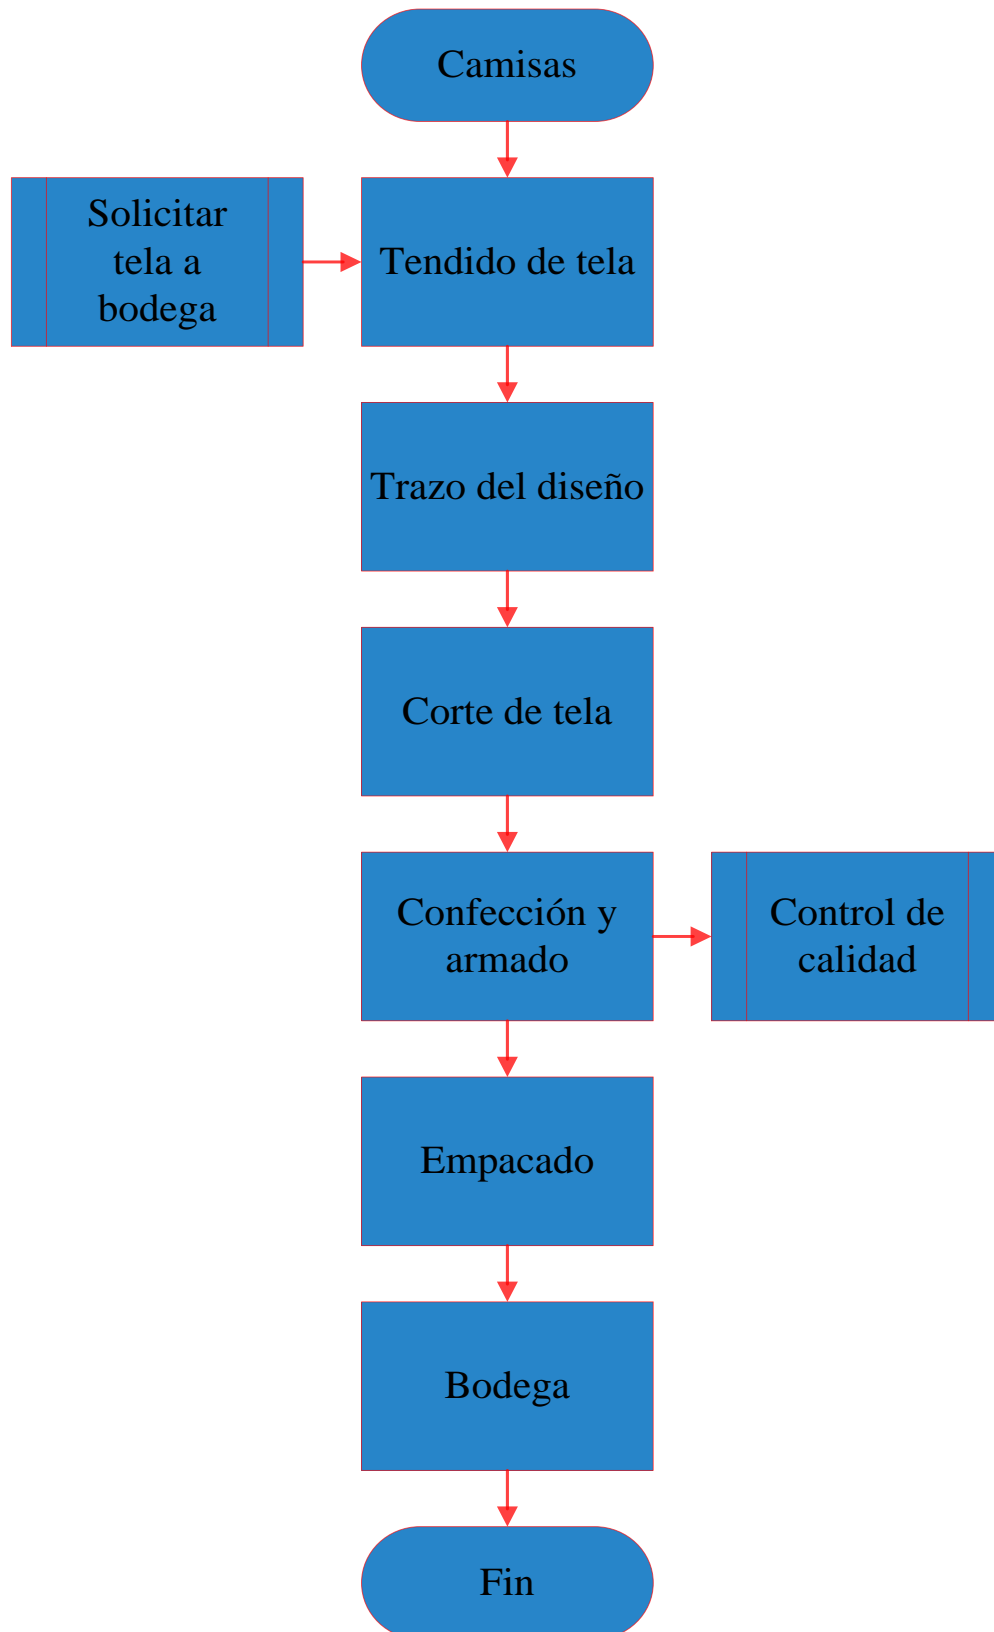 Camisas
Solicitar
tela a
bodega
Tendido de tela
Trazo del diseño
Corte de tela
Confección y
armado
Control de
calidad
Empacado
Bodega
Fin